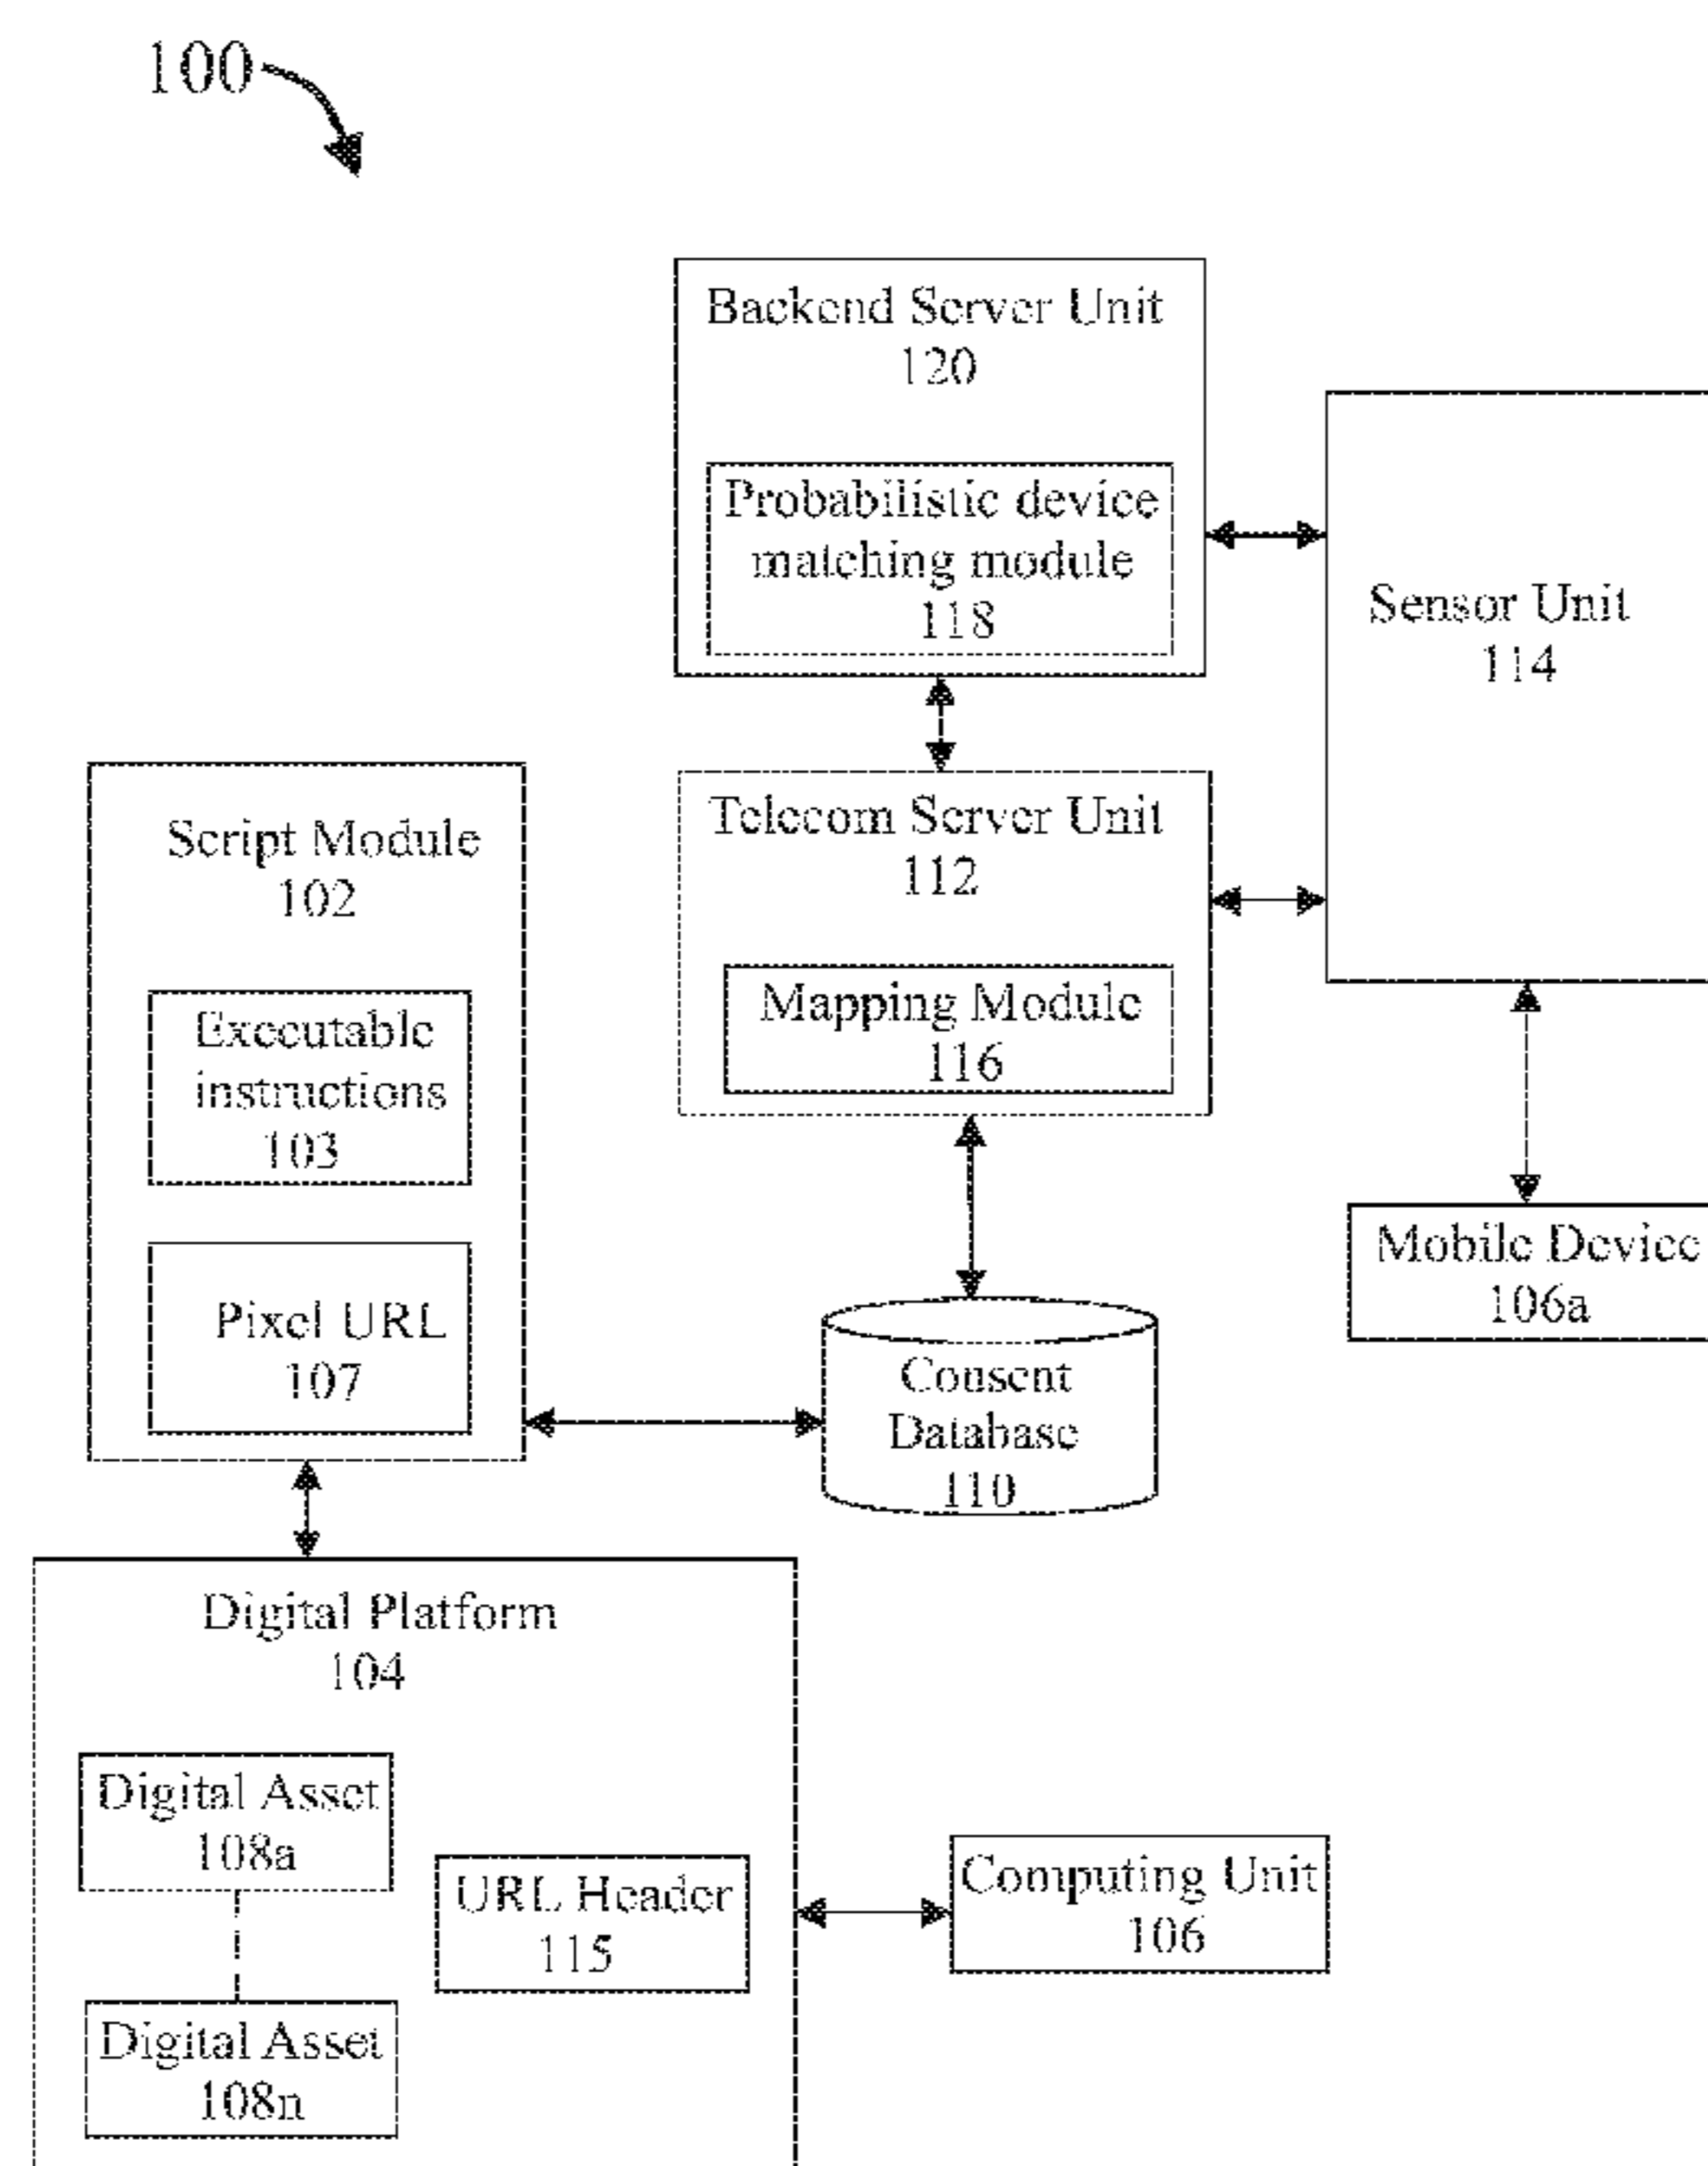 100
Backend Server Unit
120
Probabilistic device
matching module
118
Sensor Unit
114
Telecom Server Unit
112
Mapping Module
116
Script Module
102
Executable
instructions
103
Pixel URL
107
Mobile Device
106a
Consent
Database
110
Digital Platform
104
Digital Asset
108a
URL Header
115
Digital Asset
108n
Computing Unit
106